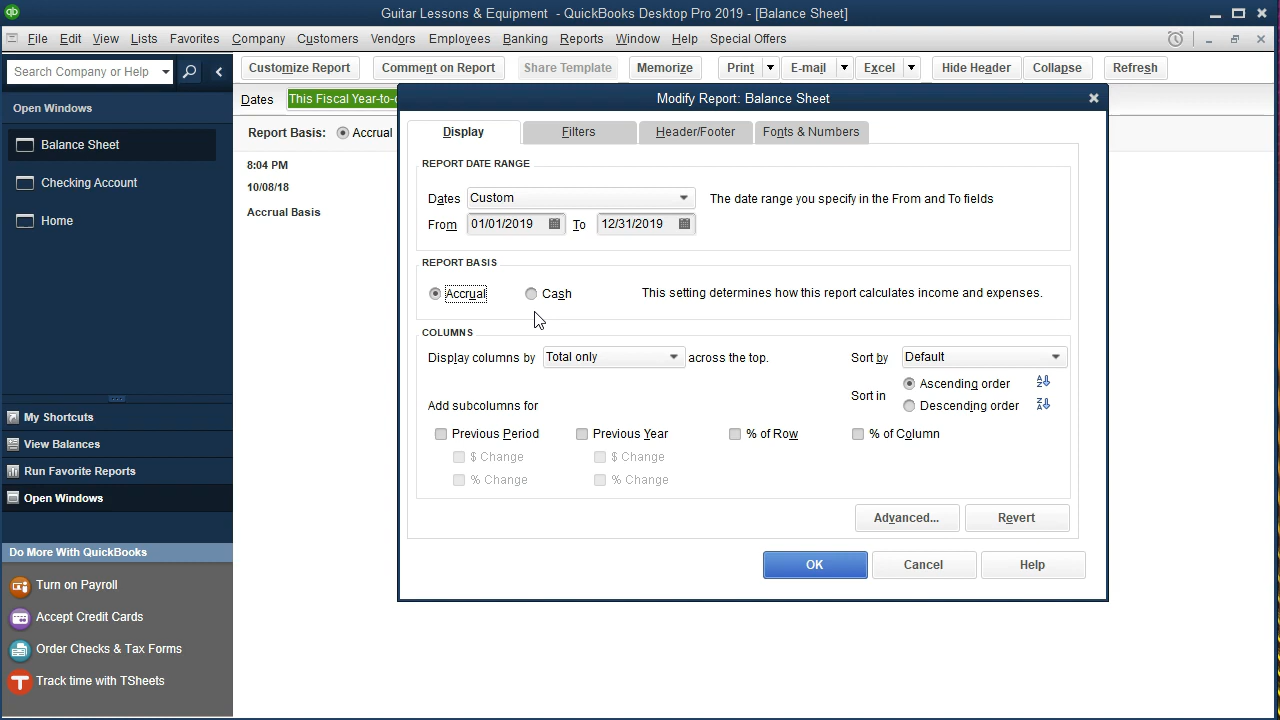 qb
Guitar Lessons & Equipment - QuickBooks Desktop Pro 2019 - [Balance Sheet]
File Edit View Lists Favorites Company Customers Vendors Employees Banking Reports Window Help Special Offers
Search Company or Help
Customize Report Comment on Report Share Template Memorize Print E-mail Excel Hide Header Collapse Refresh
Open Windows
Balance Sheet
Checking Account
Home
My Shortcuts
View Balances
Run Favorite Reports
Open Windows
Do More With QuickBooks
Turn on Payroll
Accept Credit Cards
Order Checks & Tax Forms
Track time with TSheets
Dates This Fiscal Year-to-
Report Basis: Accrual
8:04 PM
10/08/18
Accrual Basis
Modify Report: Balance Sheet
Display Filters Header/Footer Fonts & Numbers
REPORT DATE RANGE
Dates Custom The date range you specify in the From and To fields
From 01/01/2019 To 12/31/2019
REPORT BASIS
Accrual Cash This setting determines how this report calculates income and expenses.
COLUMNS
Display columns by Total only across the top. Sort by Default
Sort in Ascending order
Descending order
Add subcolumns for
Previous Period Previous Year % of Row % of Column
$ Change $ Change
% Change % Change
Advanced... Revert
OK Cancel Help